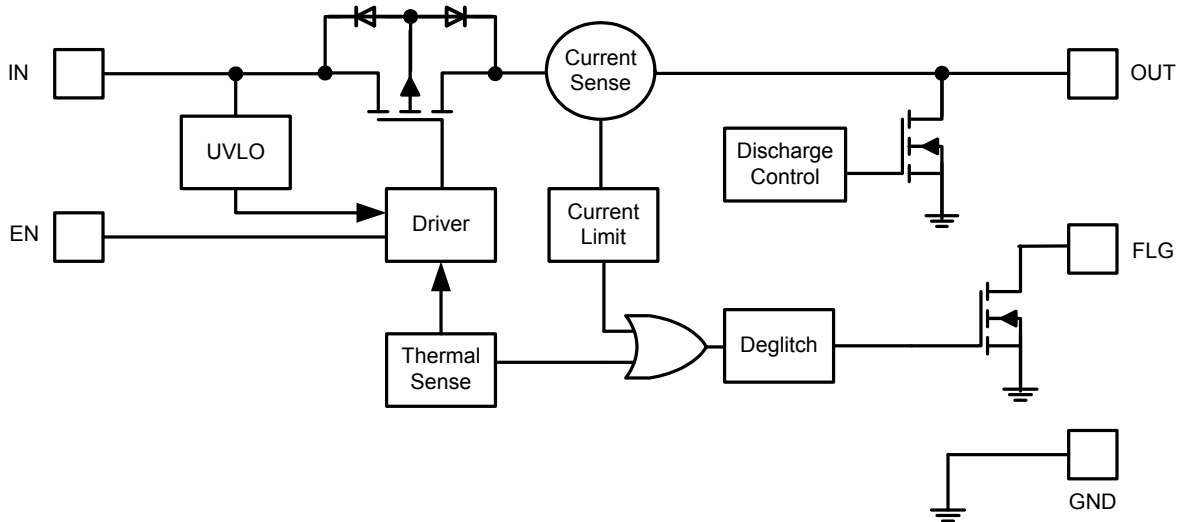 IN
Current
Sense
OUT
UVLO
Discharge
Control
EN
Driver
Current
Limit
FLG
Thermal
Sense
Deglitch
GND